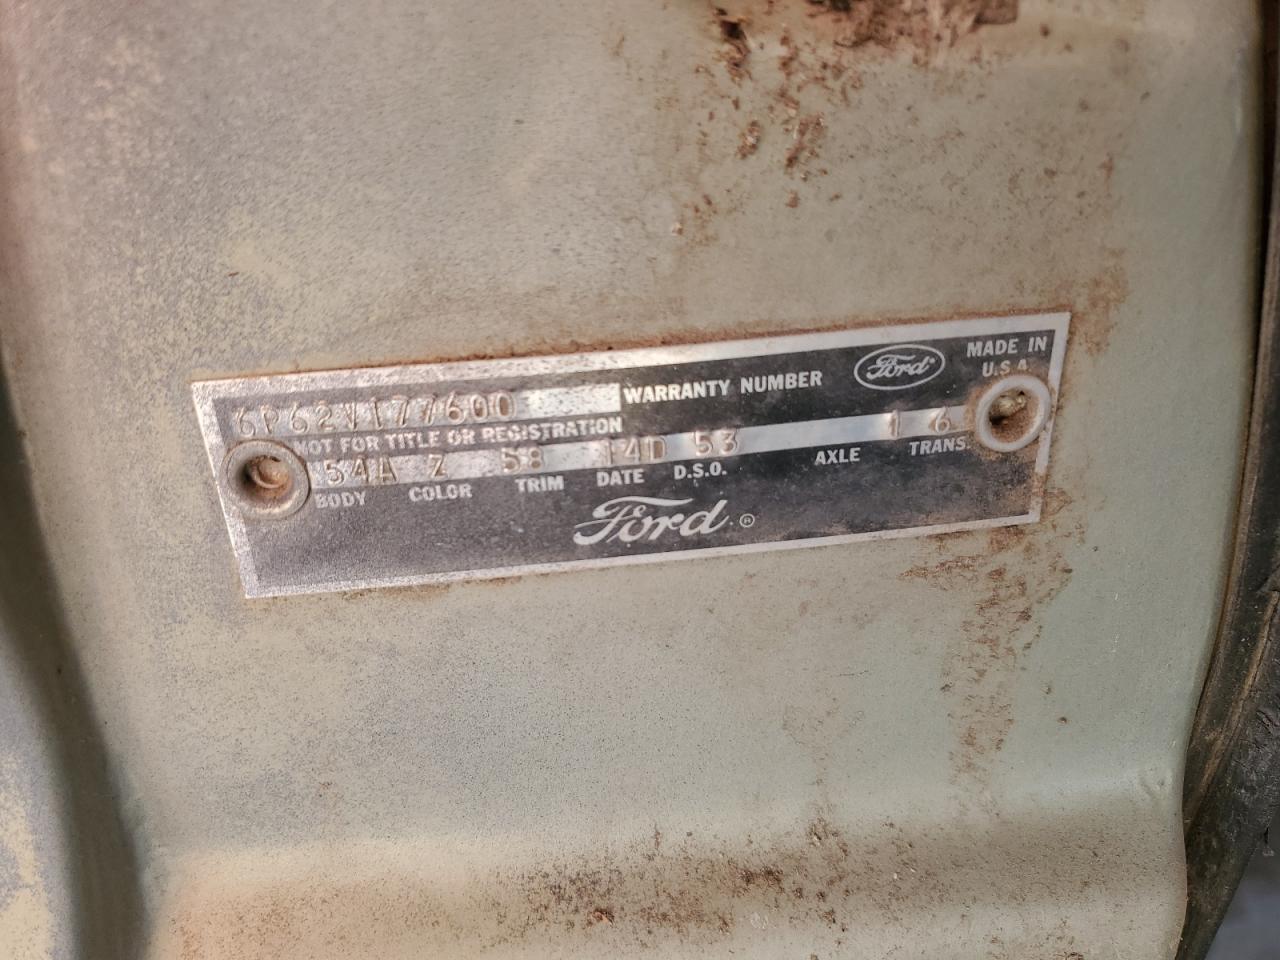 6P62V177600 WARRANTY NUMBER Ford MADE IN U.S.A.
NOT FOR TITLE OR REGISTRATION
54A Z 58 14D 53 1 6
BODY COLOR TRIM DATE D.S.O. AXLE TRANS.
Ford ®